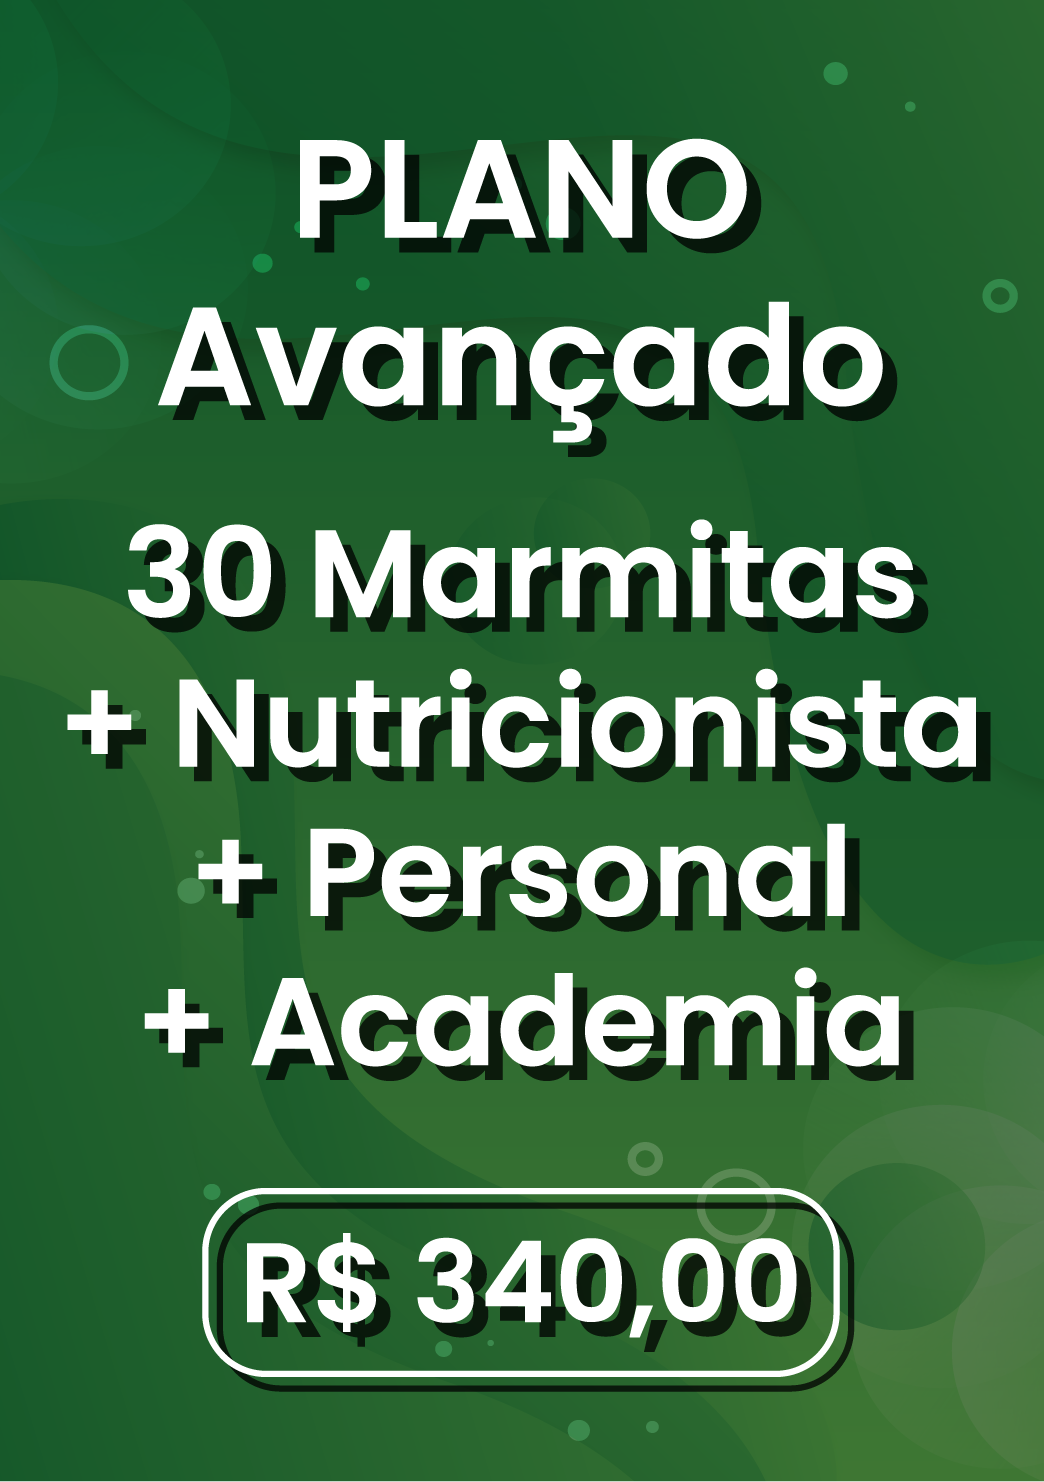 PLANO
Avançado
30 Marmitas
+ Nutricionista
+ Personal
+ Academia
R$ 340,00